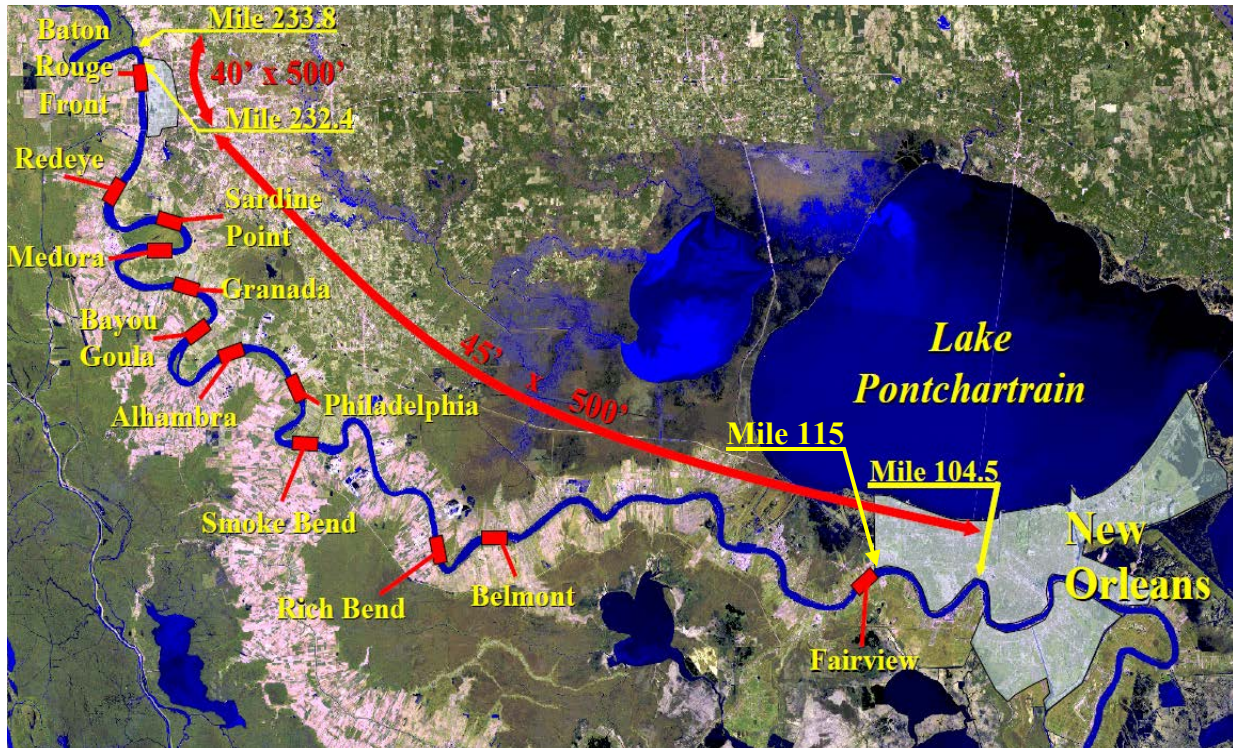 Mile 233.8
Baton
Rouge
Front
40’ x 500’
Mile 232.4
Redeye
Sardine
Point
Medora
Granada
Bayou
Goula
Alhambra
Philadelphia
45’ x 500’
Lake
Pontchartrain
Mile 115
Mile 104.5
Smoke Bend
New
Orleans
Rich Bend
Belmont
Fairview